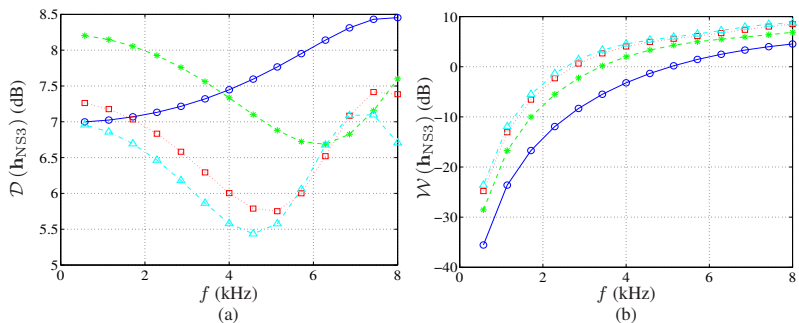 8.5
8
7.5
7
6.5
6
5.5
5
0 2 4 6 8
𝒟 (h_NS3) (dB)
f (kHz)
(a)
10
0
−10
−20
−30
−40
0 2 4 6 8
𝒲 (h_NS3) (dB)
f (kHz)
(b)